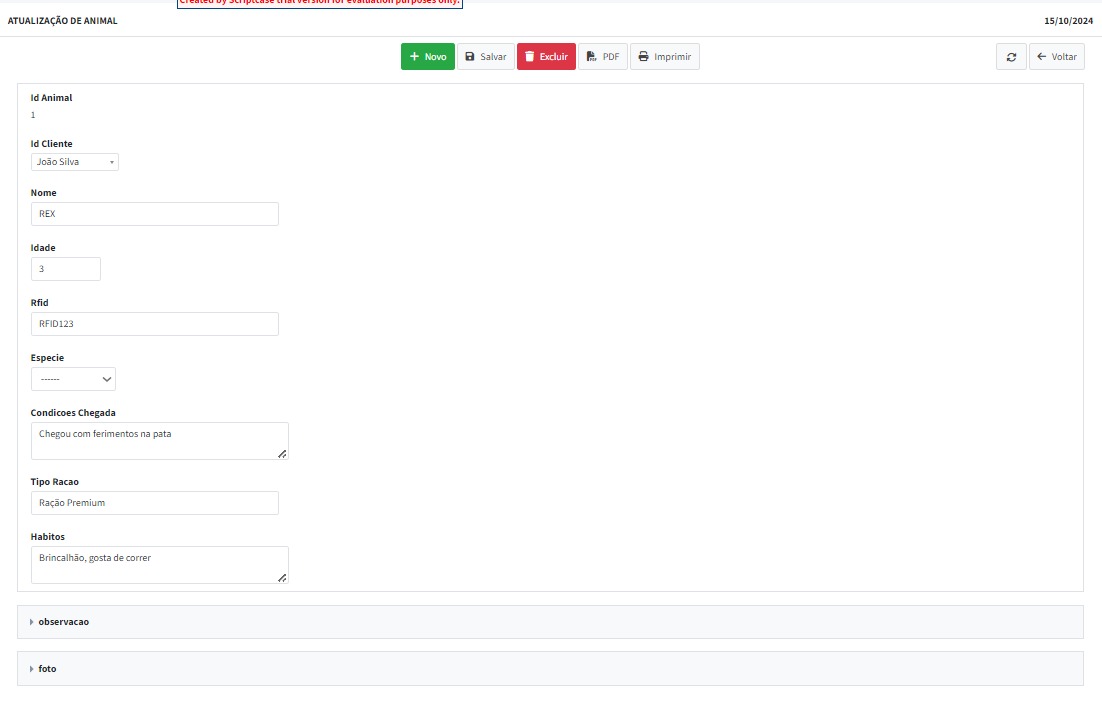 Created by Scriptcase trial version for evaluation purposes only.
ATUALIZAÇÃO DE ANIMAL 15/10/2024
Novo Salvar Excluir PDF Imprimir Voltar
Id Animal
1
Id Cliente
João Silva
Nome
REX
Idade
3
Rfid
RFID123
Especie
------
Condicoes Chegada
Chegou com ferimentos na pata
Tipo Racao
Ração Premium
Habitos
Brincalhão, gosta de correr
observacao
foto